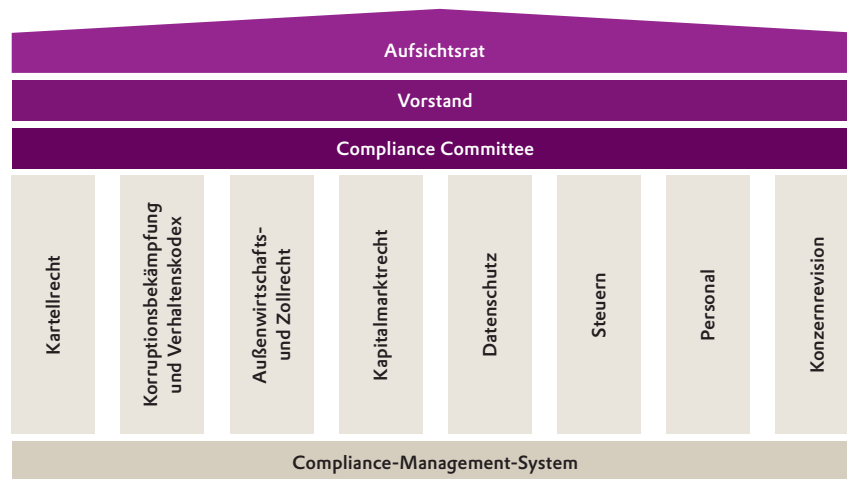 Aufsichtsrat
Vorstand
Compliance Committee
Kartellrecht
Korruptionsbekämpfung
und Verhaltenskodex
Außenwirtschafts-
und Zollrecht
Kapitalmarktrecht
Datenschutz
Steuern
Personal
Konzernrevision
Compliance-Management-System